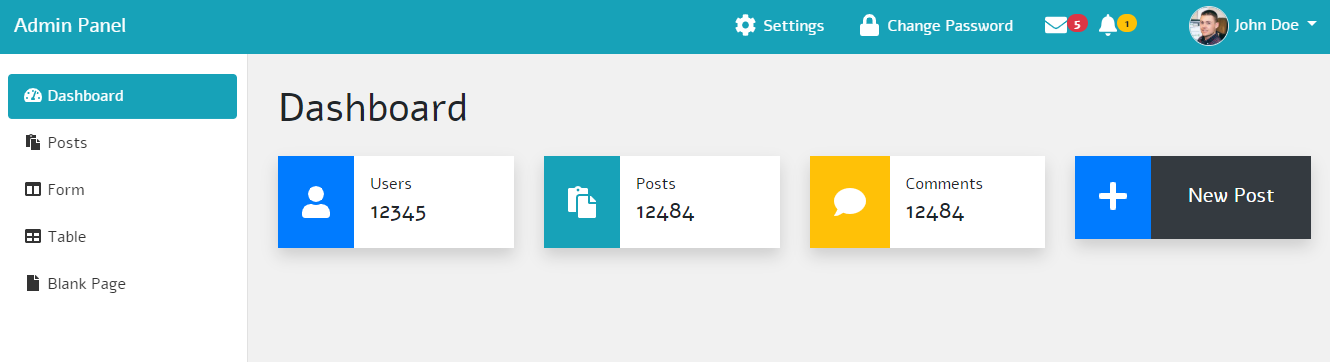 Admin Panel
Settings
Change Password
5
1
John Doe
Dashboard
Posts
Form
Table
Blank Page
Dashboard
Users
12345
Posts
12484
Comments
12484
New Post